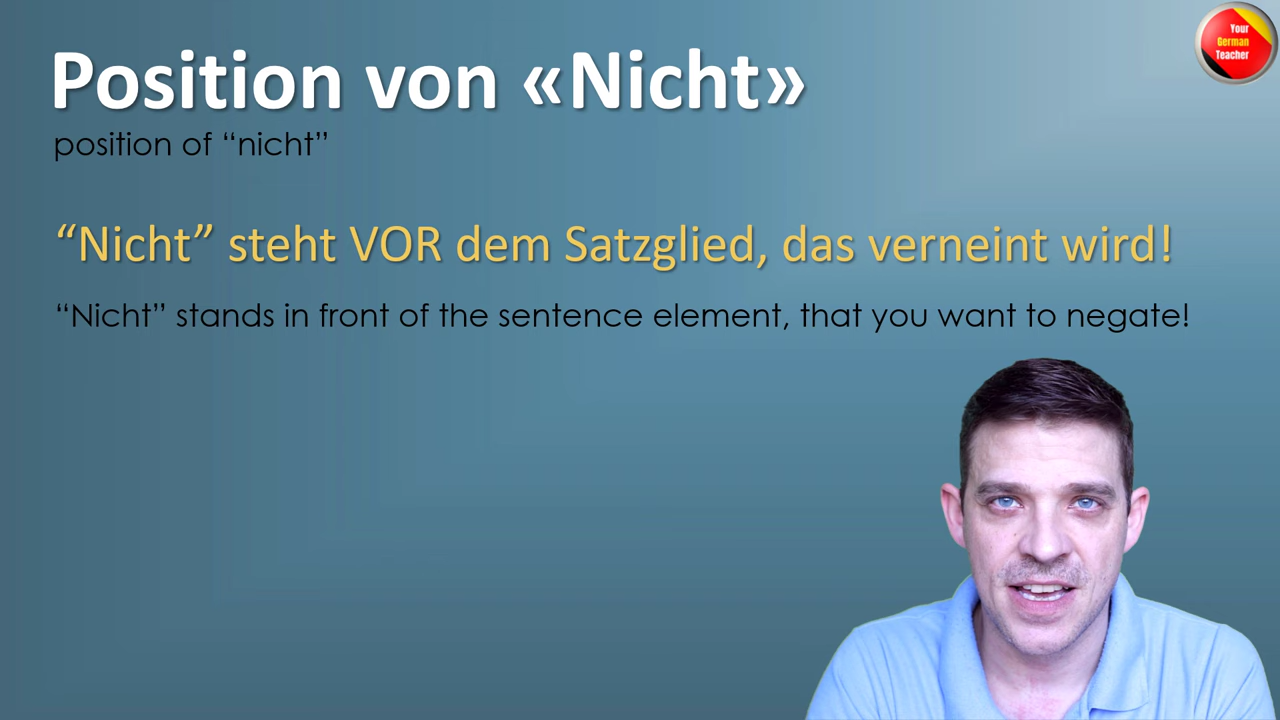 Position von «Nicht»
position of “nicht”
“Nicht” steht VOR dem Satzglied, das verneint wird!
“Nicht” stands in front of the sentence element, that you want to negate!
Your
German
Teacher